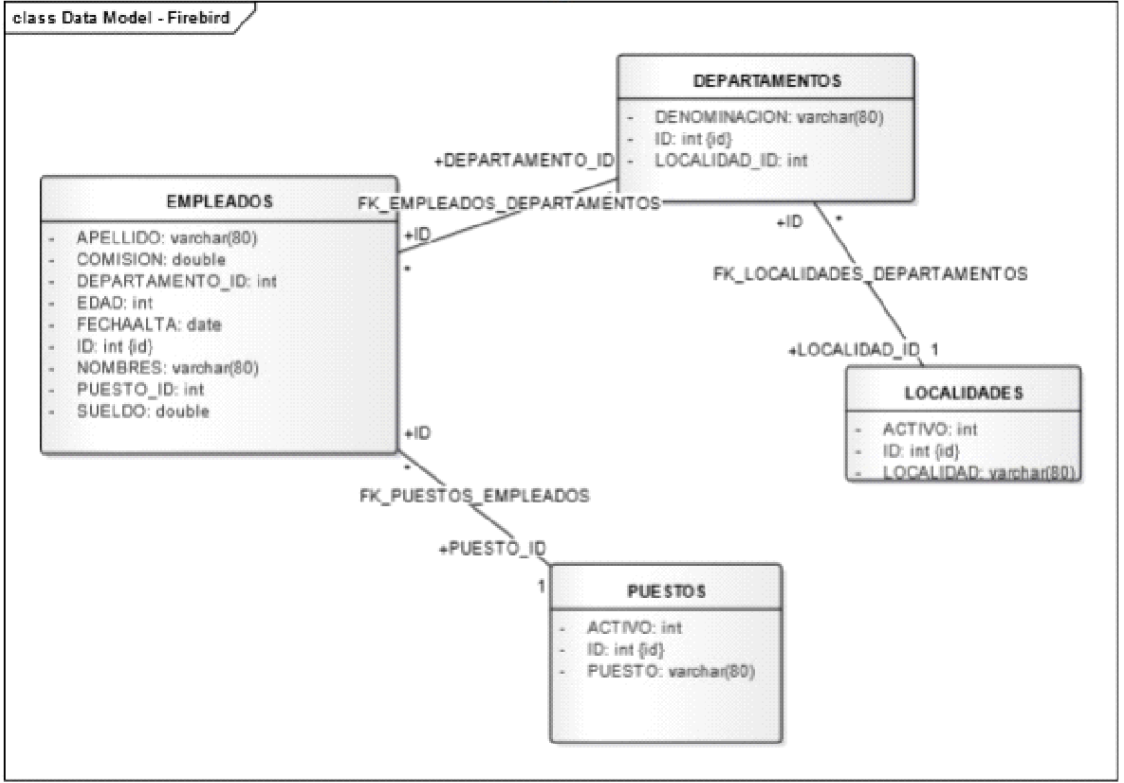 class Data Model - Firebird
DEPARTAMENTOS
- DENOMINACION: varchar(80)
- ID: int {id}
- LOCALIDAD_ID: int
+DEPARTAMENTO_ID
FK_EMPLEADOS_DEPARTAMENTOS
+ID
*
EMPLEADOS
- APELLIDO: varchar(80)
- COMISION: double
- DEPARTAMENTO_ID: int
- EDAD: int
- FECHAALTA: date
- ID: int {id}
- NOMBRES: varchar(80)
- PUESTO_ID: int
- SUELDO: double
+ID *
FK_LOCALIDADES_DEPARTAMENTOS
+LOCALIDAD_ID 1
LOCALIDADES
- ACTIVO: int
- ID: int {id}
- LOCALIDAD: varchar(80)
+ID
*
FK_PUESTOS_EMPLEADOS
+PUESTO_ID
1
PUESTOS
- ACTIVO: int
- ID: int {id}
- PUESTO: varchar(80)